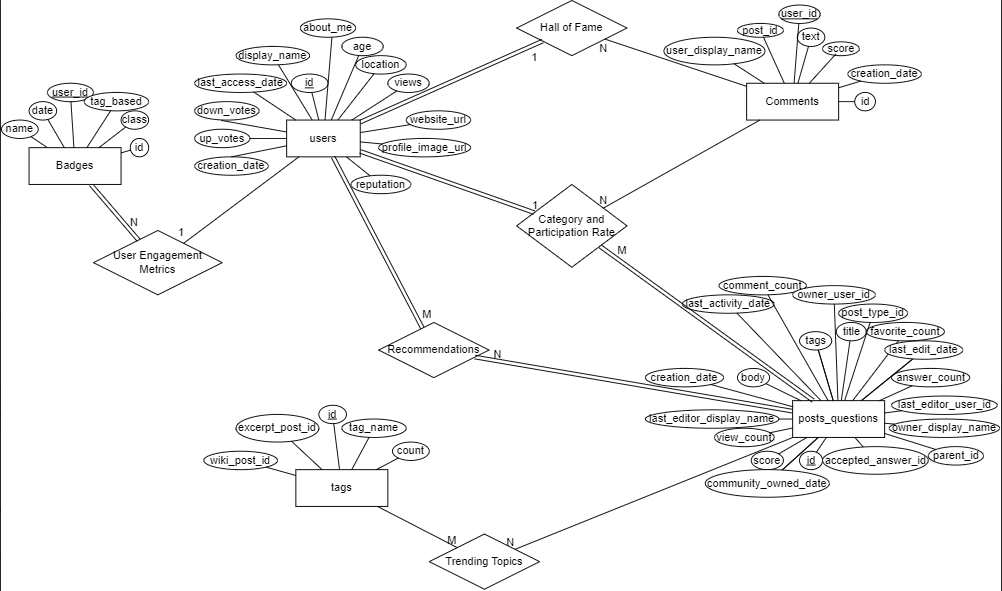 about_me
age
display_name
location
last_access_date
id
views
down_votes
website_url
up_votes
users
profile_image_url
creation_date
reputation
Hall of Fame
1
N
user_id
post_id
text
user_display_name
score
creation_date
Comments
id
user_id
date
tag_based
name
class
id
Badges
N
1
User Engagement
Metrics
1
N
Category and
Participation Rate
M
M
Recommendations
N
comment_count
last_activity_date
owner_user_id
post_type_id
tags
title
favorite_count
last_edit_date
creation_date
body
answer_count
last_editor_user_id
last_editor_display_name
posts_questions
owner_display_name
view_count
score
id
accepted_answer_id
parent_id
community_owned_date
id
excerpt_post_id
tag_name
wiki_post_id
count
tags
M
N
Trending Topics